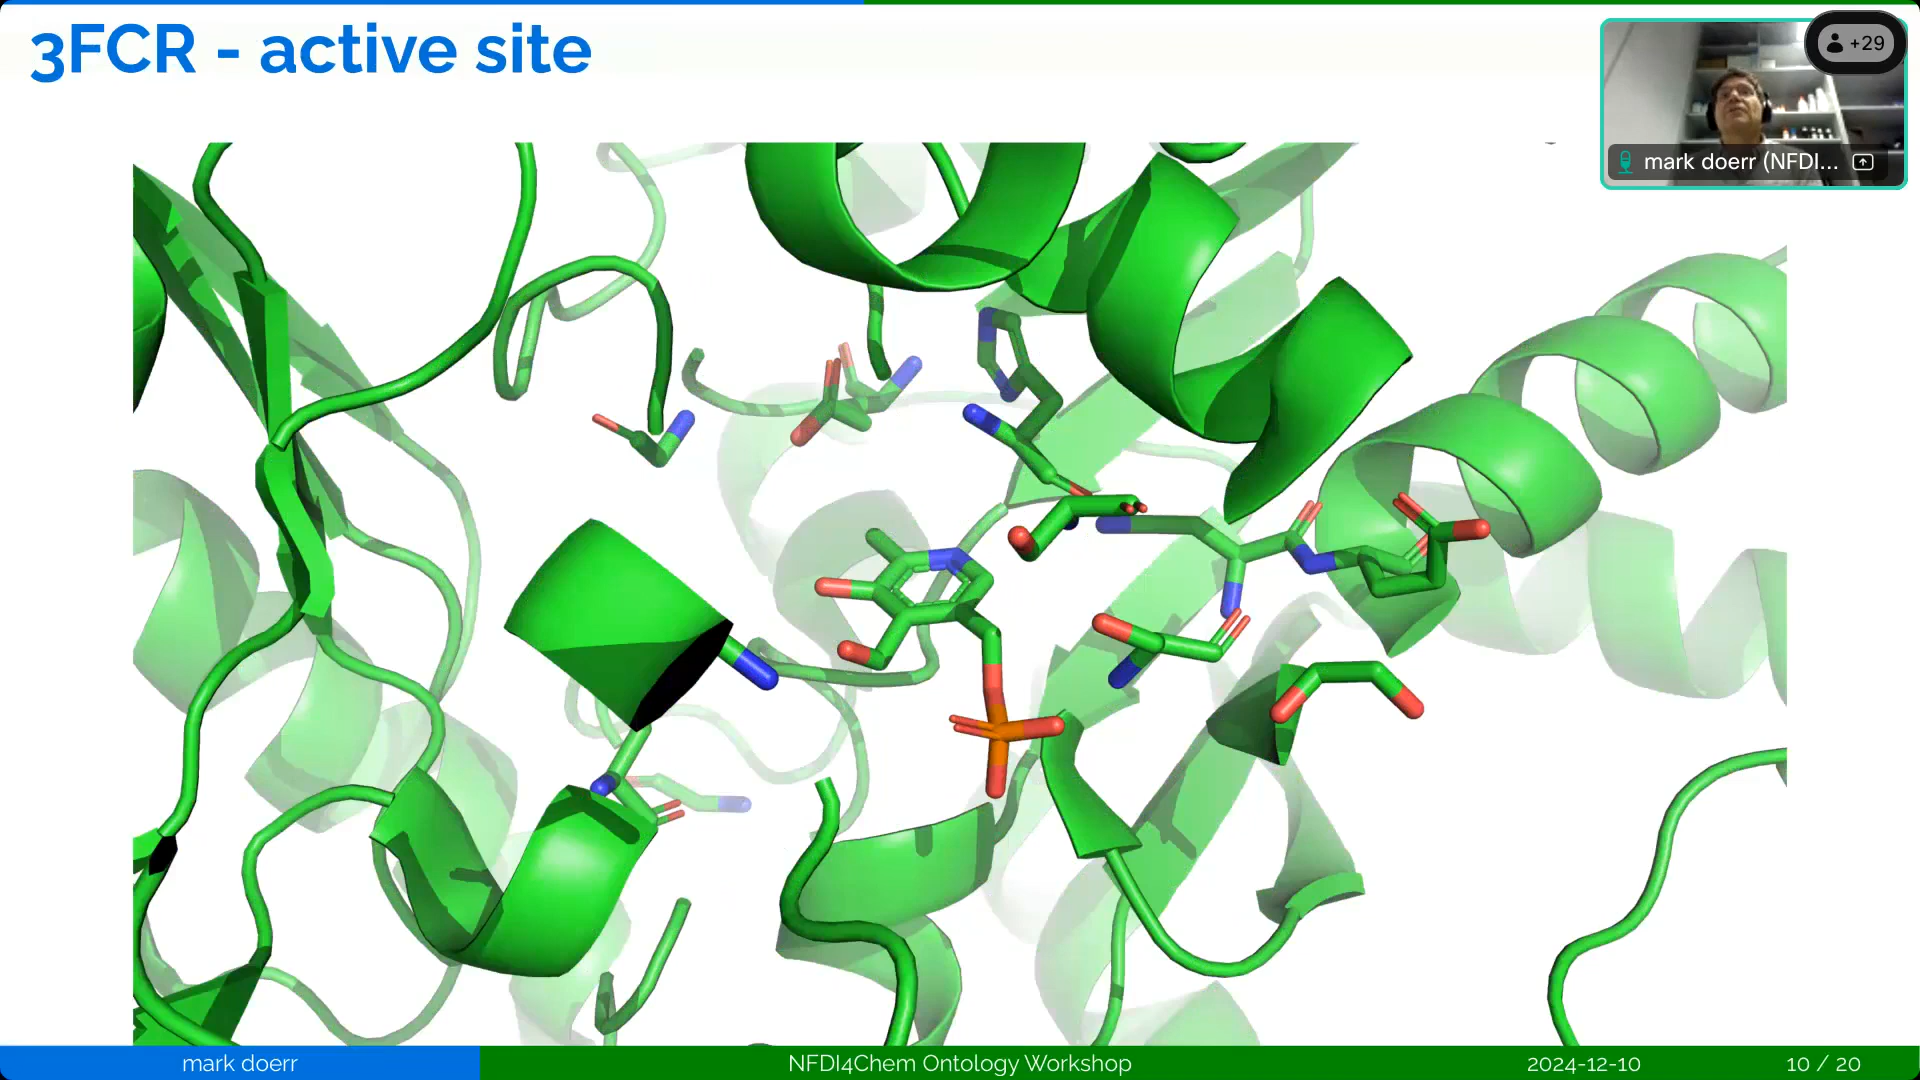 3FCR - active site
+29
mark doerr (NFDI...
mark doerr
NFDI4Chem Ontology Workshop
2024-12-10
10 / 20